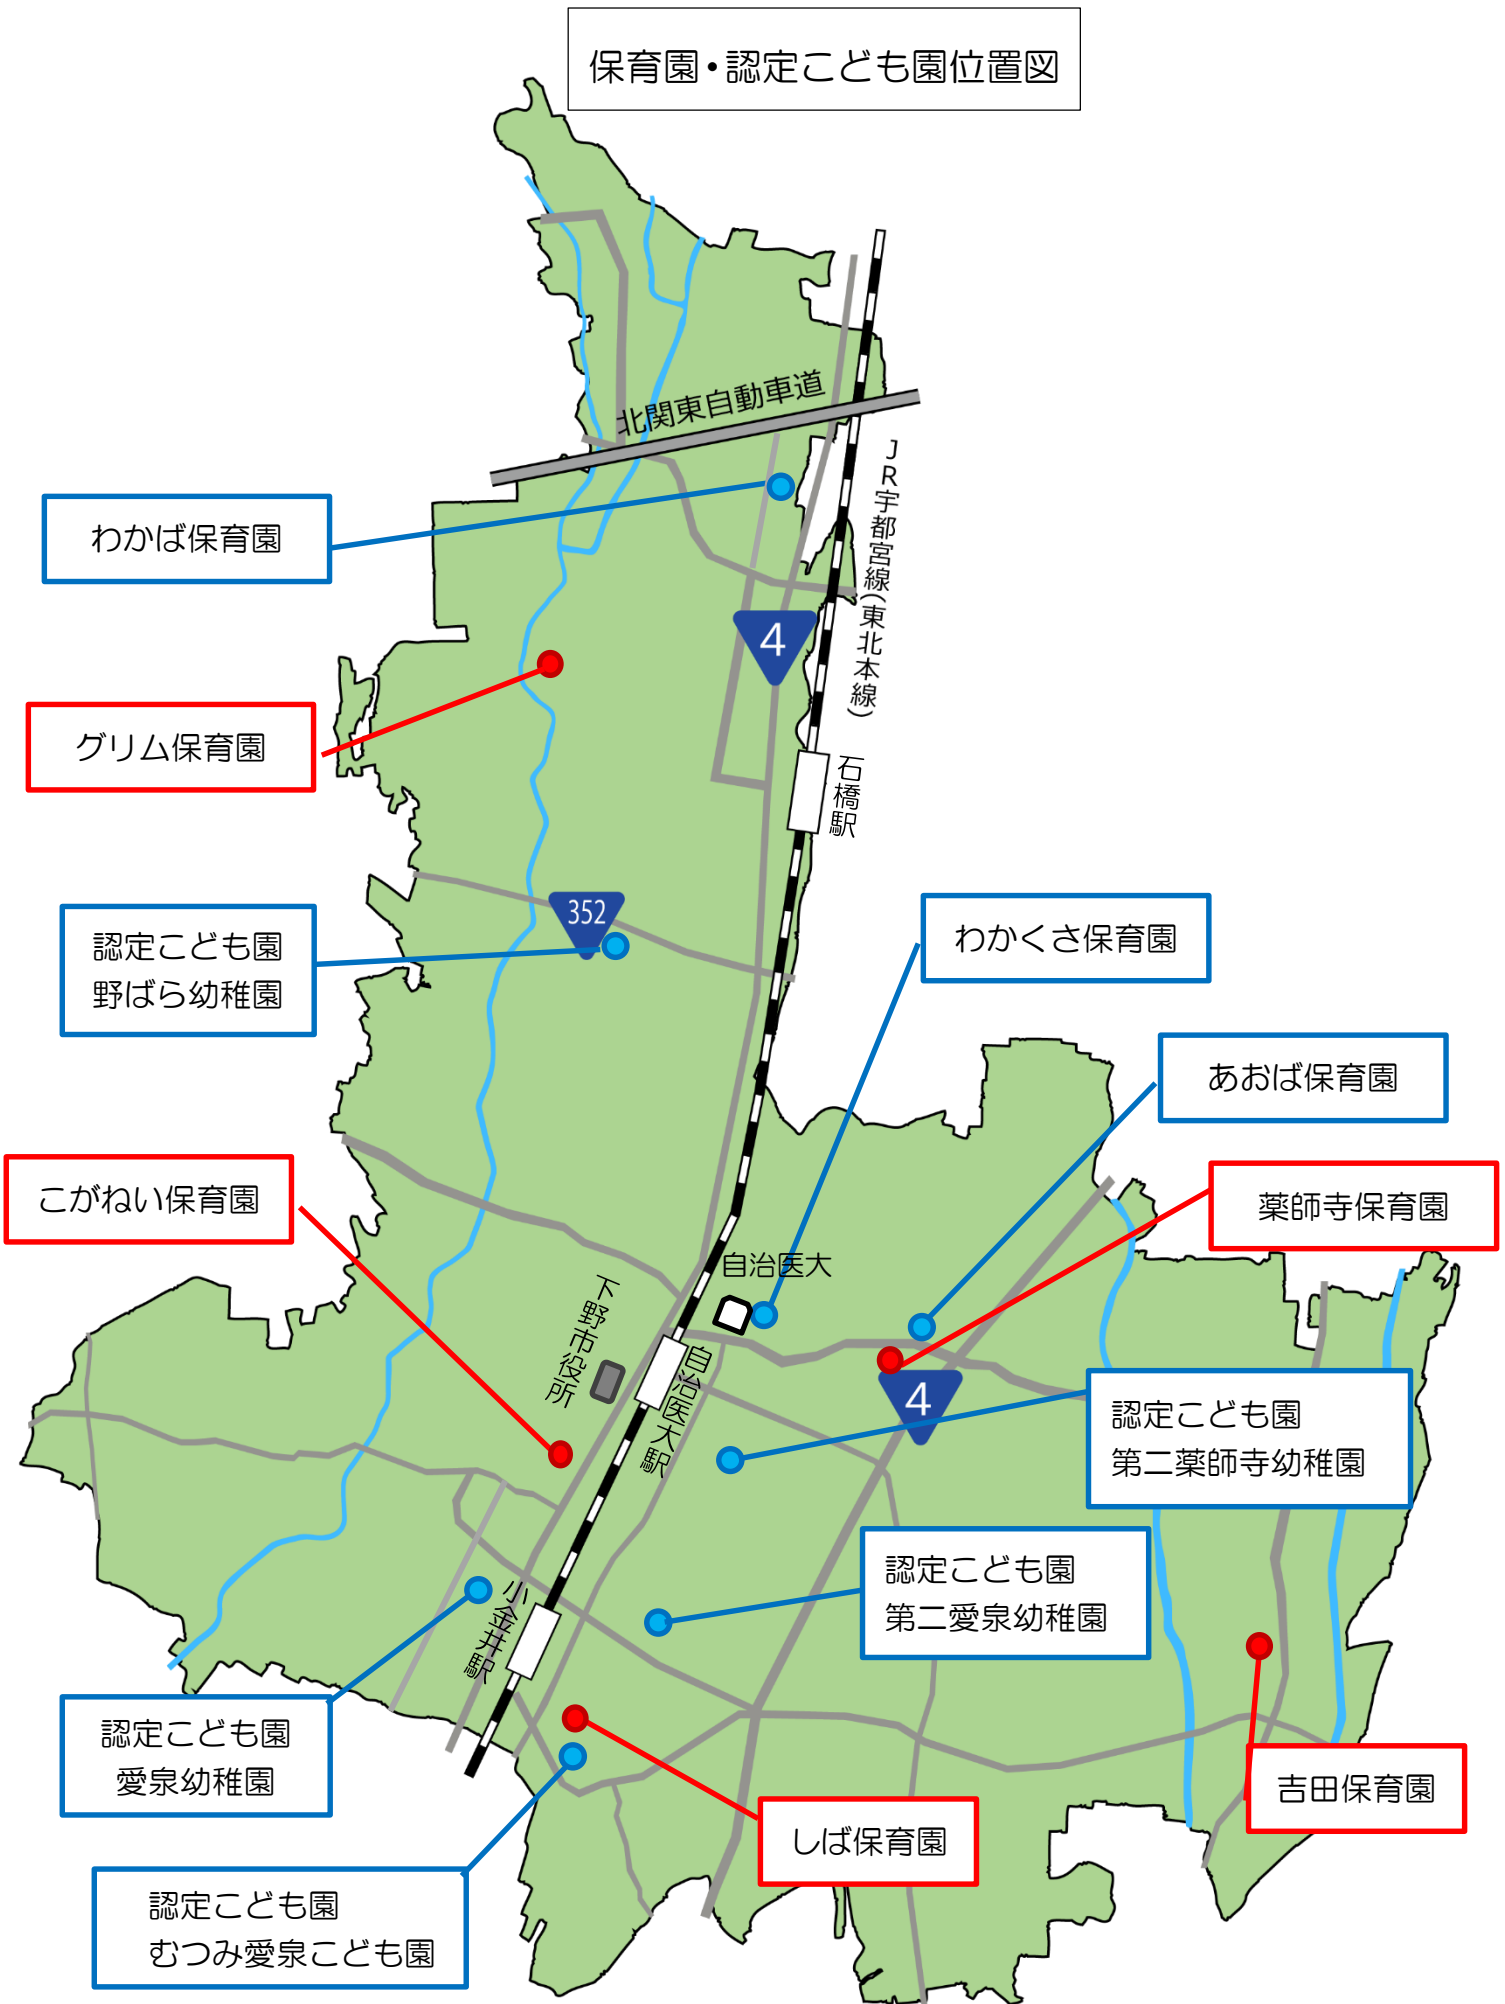 保育園・認定こども園位置図
北関東自動車道
JR宇都宮線(東北本線)
わかば保育園
4
グリム保育園
石橋駅
352
認定こども園
野ばら幼稚園
わかくさ保育園
あおば保育園
こがねい保育園
薬師寺保育園
自治医大
下野市役所
自治医大駅
4
認定こども園
第二薬師寺幼稚園
認定こども園
第二愛泉幼稚園
小金井駅
認定こども園
愛泉幼稚園
吉田保育園
しば保育園
認定こども園
むつみ愛泉こども園